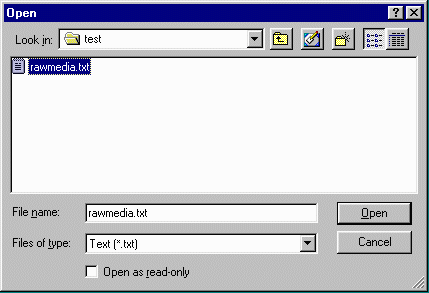 Open
Look in: test
rawmedia.txt
File name: rawmedia.txt Open
Files of type: Text (*.txt) Cancel
Open as read-only